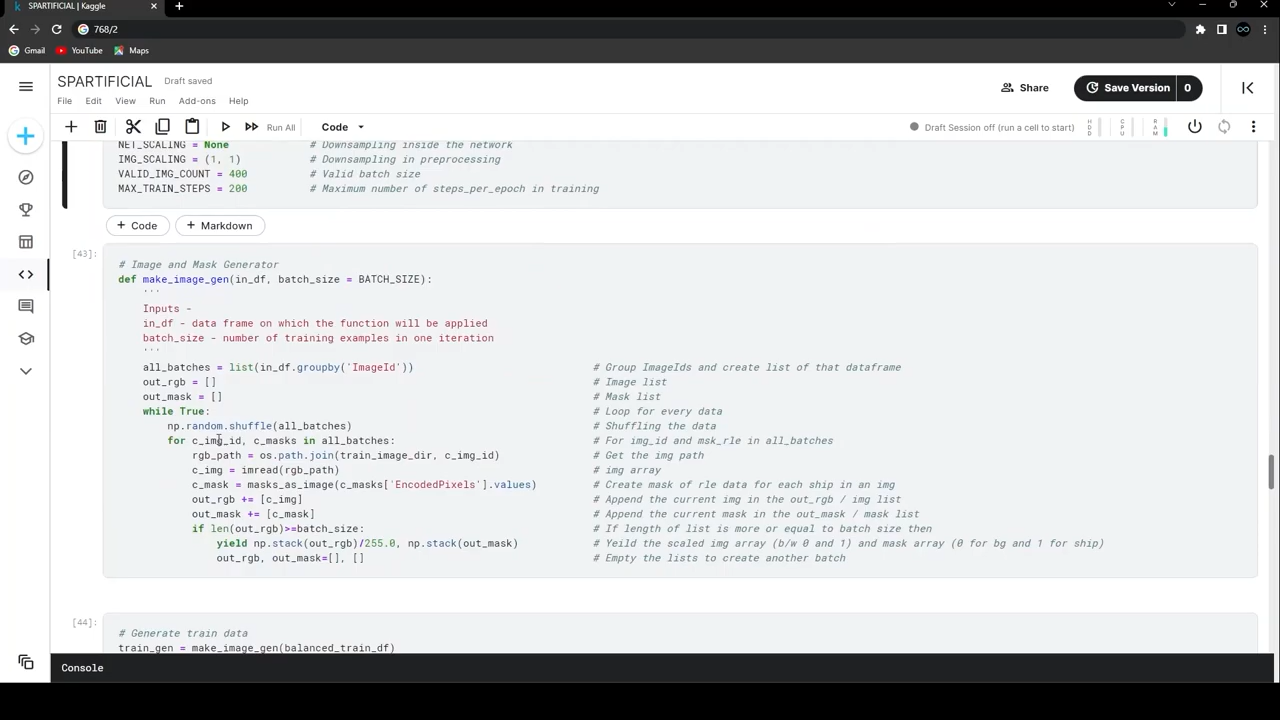 SPARTIFICIAL | Kaggle
768/2
Gmail YouTube Maps
SPARTIFICIAL Draft saved
File Edit View Run Add-ons Help
Share
Save Version 0
Run All Code
Draft Session off (run a cell to start)
HDD CPU RAM
NET_SCALING = None # Downsampling inside the network
IMG_SCALING = (1, 1) # Downsampling in preprocessing
VALID_IMG_COUNT = 400 # Valid batch size
MAX_TRAIN_STEPS = 200 # Maximum number of steps_per_epoch in training
+ Code + Markdown
[43]:
# Image and Mask Generator
def make_image_gen(in_df, batch_size = BATCH_SIZE):
'''
Inputs -
in_df - data frame on which the function will be applied
batch_size - number of training examples in one iteration
'''
all_batches = list(in_df.groupby('ImageId')) # Group ImageIds and create list of that dataframe
out_rgb = [] # Image list
out_mask = [] # Mask list
while True: # Loop for every data
np.random.shuffle(all_batches) # Shuffling the data
for c_img_id, c_masks in all_batches: # For img_id and msk_rle in all_batches
rgb_path = os.path.join(train_image_dir, c_img_id) # Get the img path
c_img = imread(rgb_path) # img array
c_mask = masks_as_image(c_masks['EncodedPixels'].values) # Create mask of rle data for each ship in an img
out_rgb += [c_img] # Append the current img in the out_rgb / img list
out_mask += [c_mask] # Append the current mask in the out_mask / mask list
if len(out_rgb)>=batch_size: # If length of list is more or equal to batch size then
yield np.stack(out_rgb)/255.0, np.stack(out_mask) # Yeild the scaled img array (b/w 0 and 1) and mask array (0 for bg and 1 for ship)
out_rgb, out_mask=[], [] # Empty the lists to create another batch
[44]:
# Generate train data
train_gen = make_image_gen(balanced_train_df)
Console